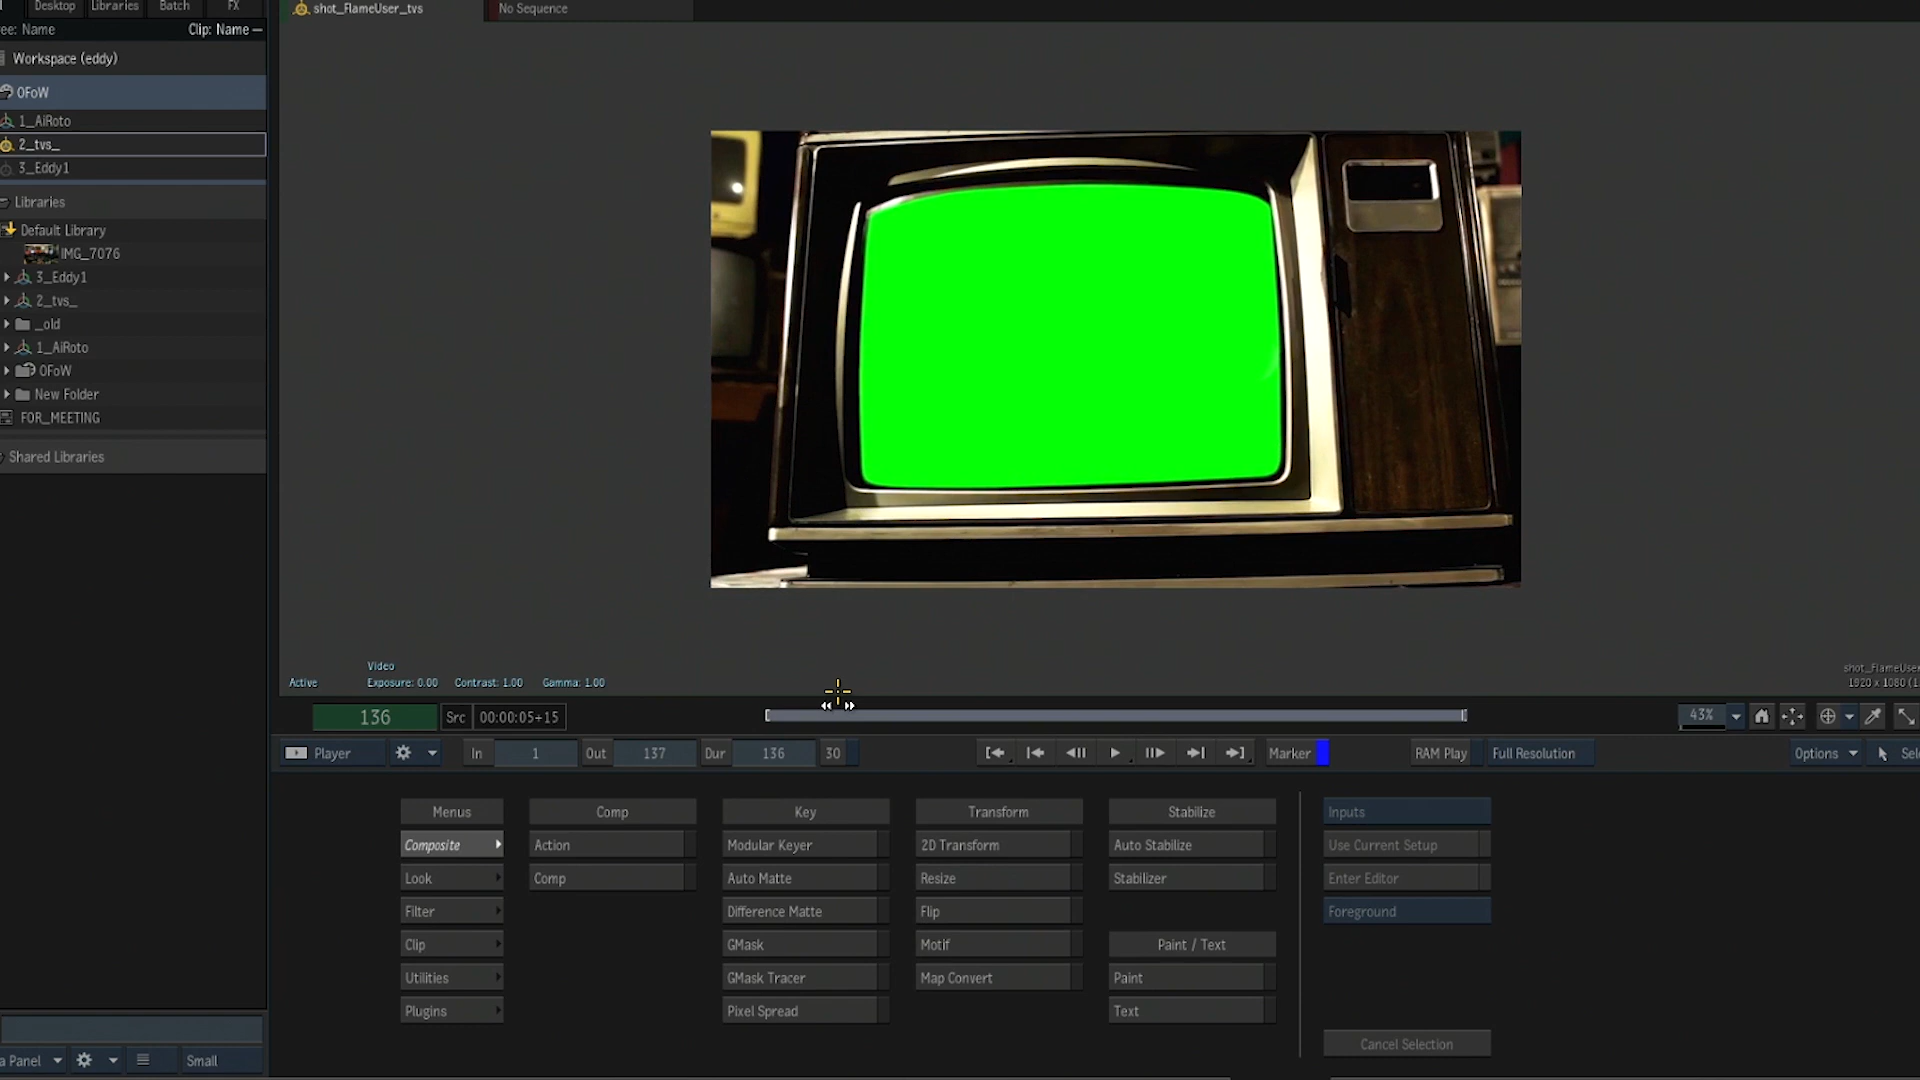 Desktop
Libraries
Batch
FX
shot_FlameUser_tvs
No Sequence
ee: Name
Clip: Name
Workspace (eddy)
OFoW
1_AiRoto
2_tvs_
3_Eddy1
Libraries
Default Library
IMG_7076
3_Eddy1
2_tvs_
_old
1_AiRoto
OFoW
New Folder
FOR_MEETING
Shared Libraries
Video
Active
Exposure: 0.00
Contrast: 1.00
Gamma: 1.00
shot_FlameUser
1920 x 1080 (1.
136
Src
00:00:05+15
43%
Player
In
1
Out
137
Dur
136
30
Marker
RAM Play
Full Resolution
Options
Sele
Menus
Comp
Key
Transform
Stabilize
Inputs
Composite
Action
Modular Keyer
2D Transform
Auto Stabilize
Use Current Setup
Look
Comp
Auto Matte
Resize
Stabilizer
Enter Editor
Filter
Difference Matte
Flip
Foreground
Clip
GMask
Motif
Paint / Text
Utilities
GMask Tracer
Map Convert
Paint
Plugins
Pixel Spread
Text
Cancel Selection
a Panel
Small